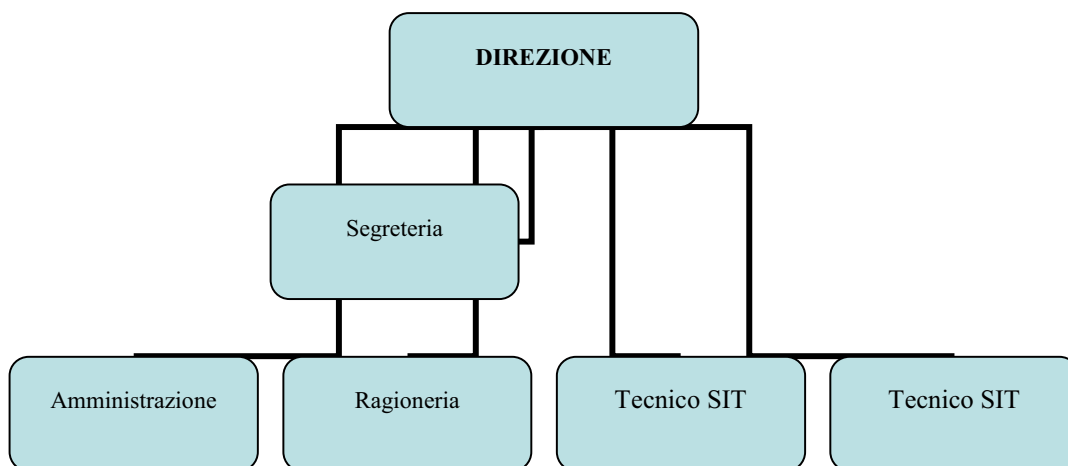 DIREZIONE
Segreteria
Amministrazione
Ragioneria
Tecnico SIT
Tecnico SIT